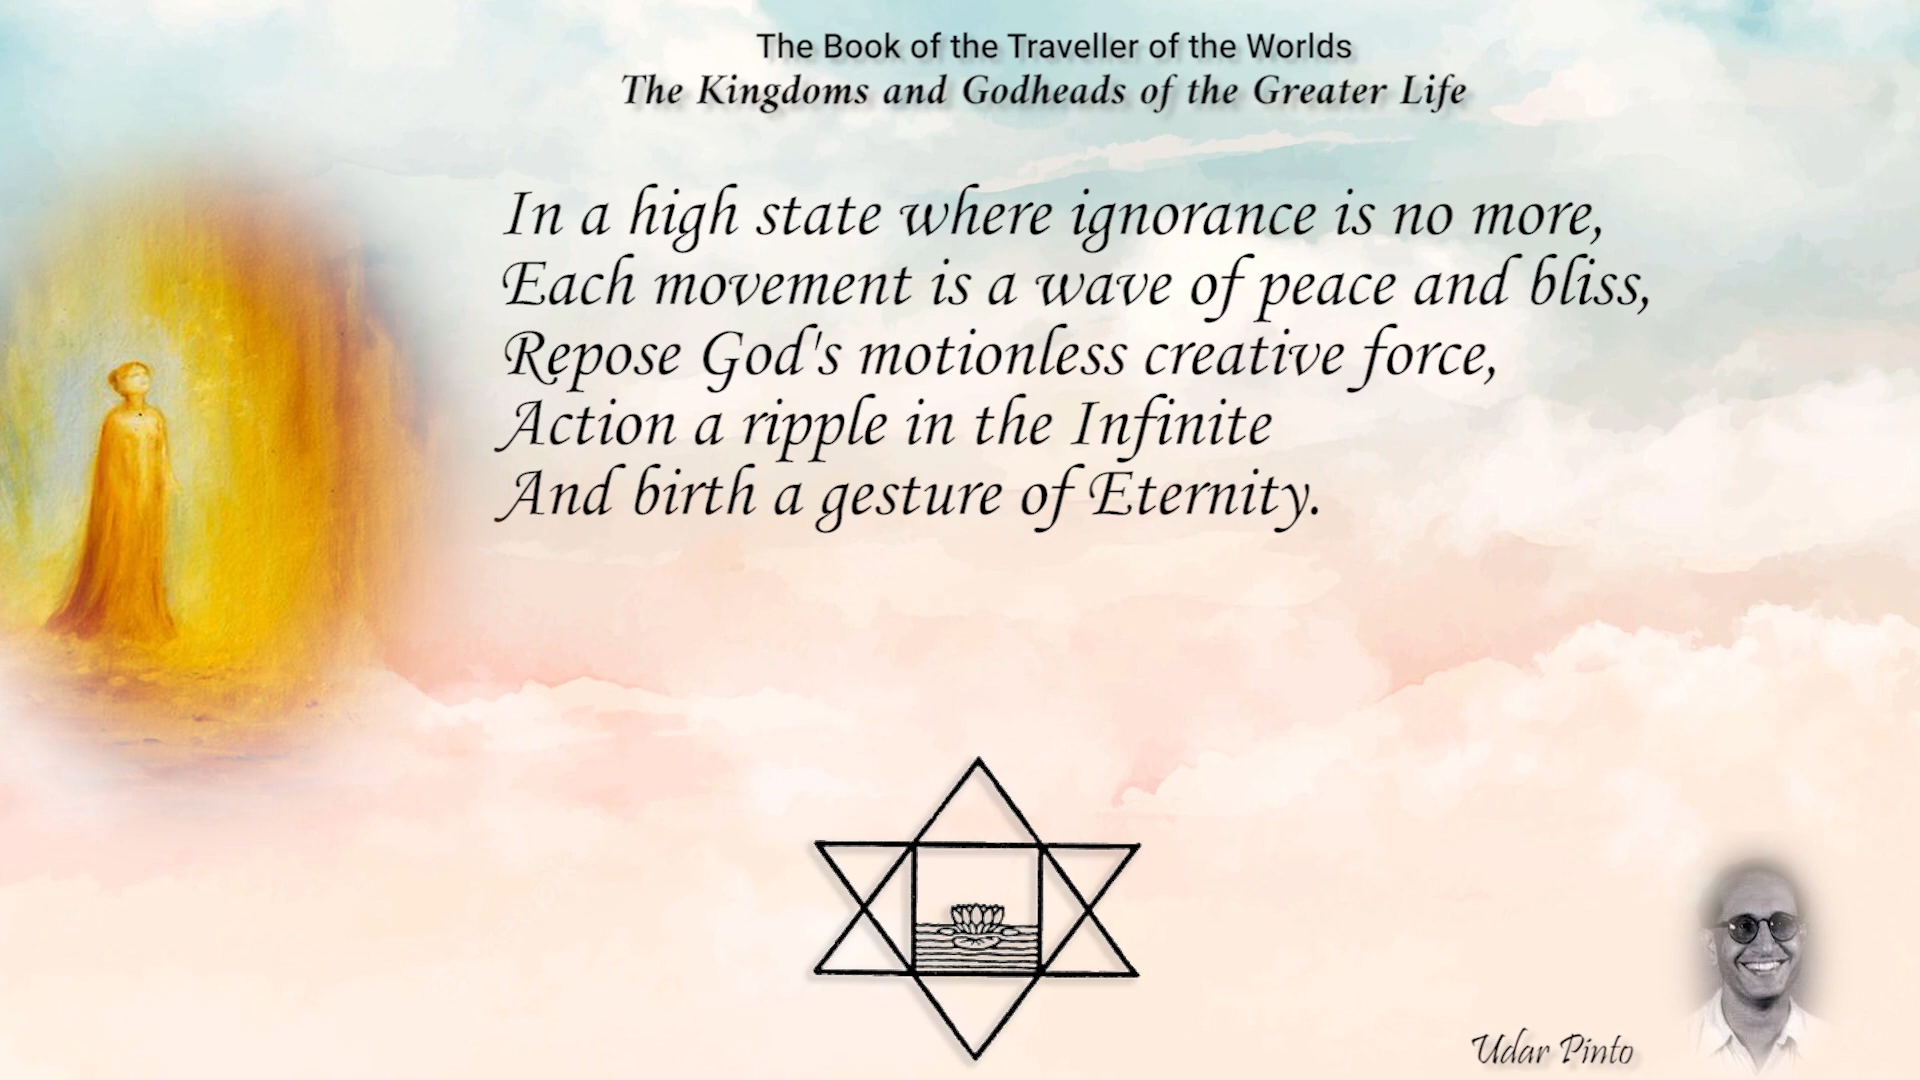 The Book of the Traveller of the Worlds
The Kingdoms and Godheads of the Greater Life
In a high state where ignorance is no more,
Each movement is a wave of peace and bliss,
Repose God's motionless creative force,
Action a ripple in the Infinite
And birth a gesture of Eternity.
Udar Pinto